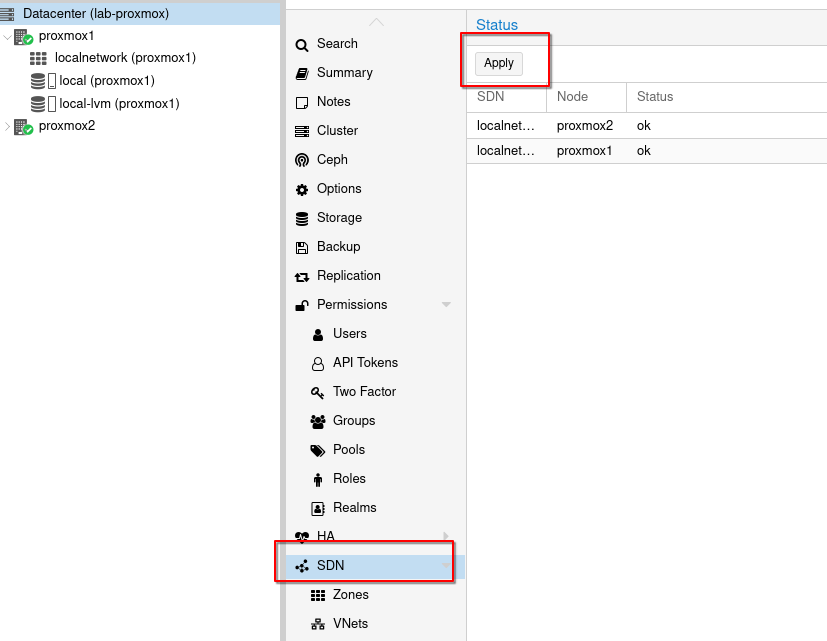 Datacenter (lab-proxmox)
proxmox1
localnetwork (proxmox1)
local (proxmox1)
local-lvm (proxmox1)
proxmox2
Search
Summary
Notes
Cluster
Ceph
Options
Storage
Backup
Replication
Permissions
Users
API Tokens
Two Factor
Groups
Pools
Roles
Realms
HA
SDN
Zones
VNets
Status
Apply
SDN Node Status
localnet... proxmox2 ok
localnet... proxmox1 ok